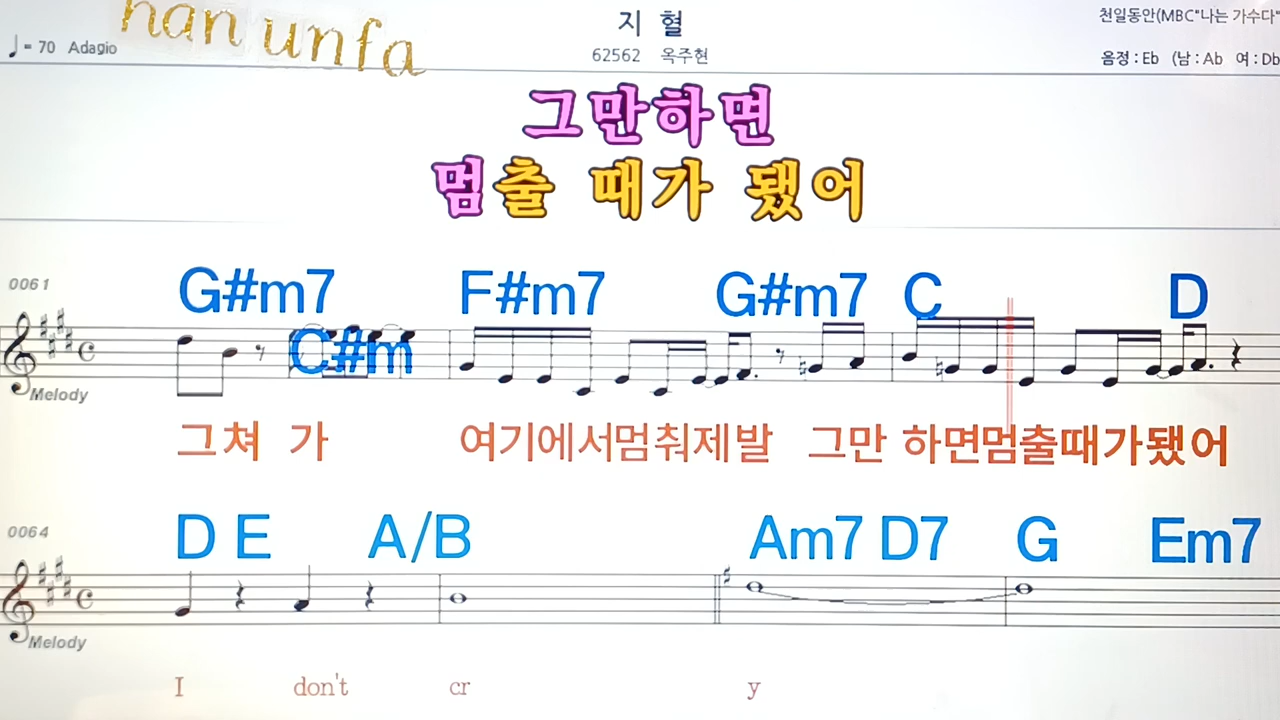 han unfa
지 혈
천일동안(MBC"나는 가수다"
♩= 70 Adagio
62562 옥주현
음정 : Eb (남 : Ab 여 : Db
그만하면
멈출 때가 됐어
0061
G#m7 C#m F#m7 G#m7 C D
Melody
그쳐 가 여기에서멈춰제발 그만 하면멈출때가됐어
0064
D E A/B Am7 D7 G Em7
Melody
I don't cr y